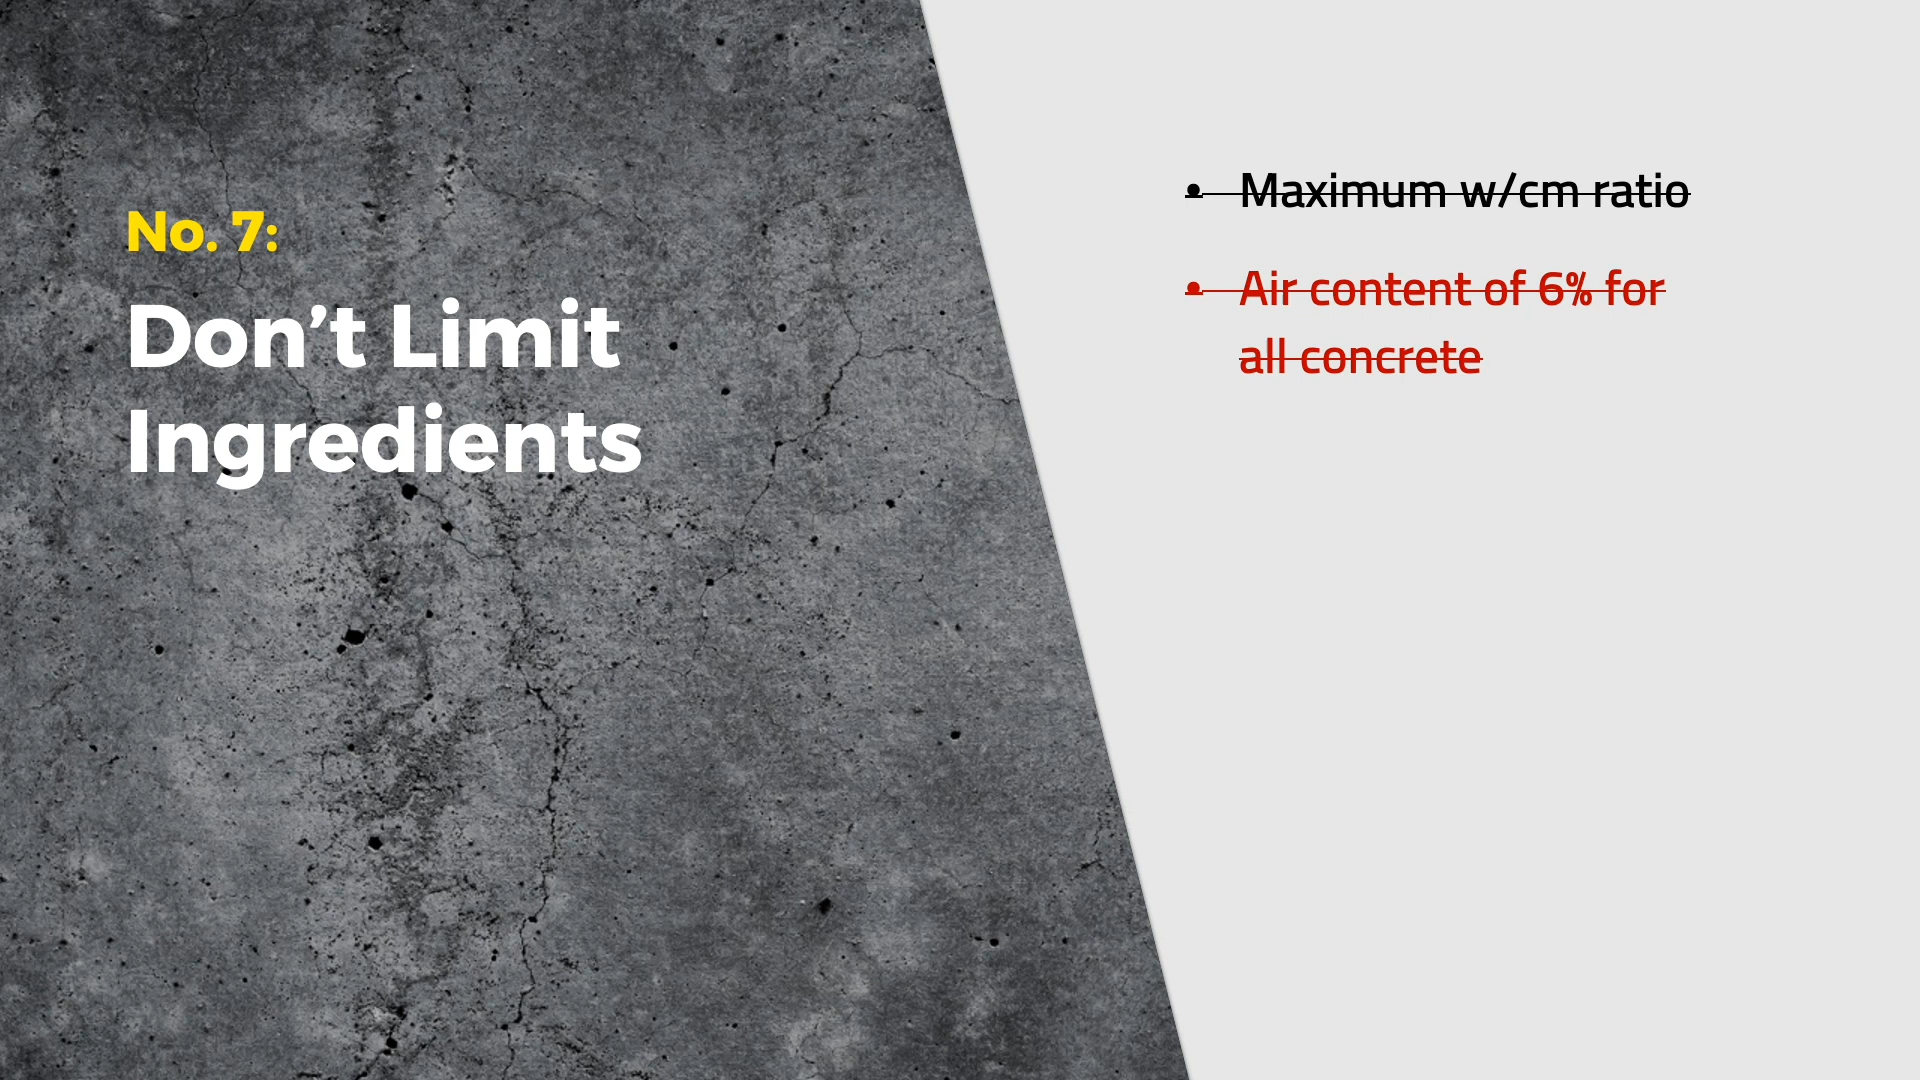 No. 7:
Don’t Limit
Ingredients
• Maximum w/cm ratio
• Air content of 6% for
all concrete